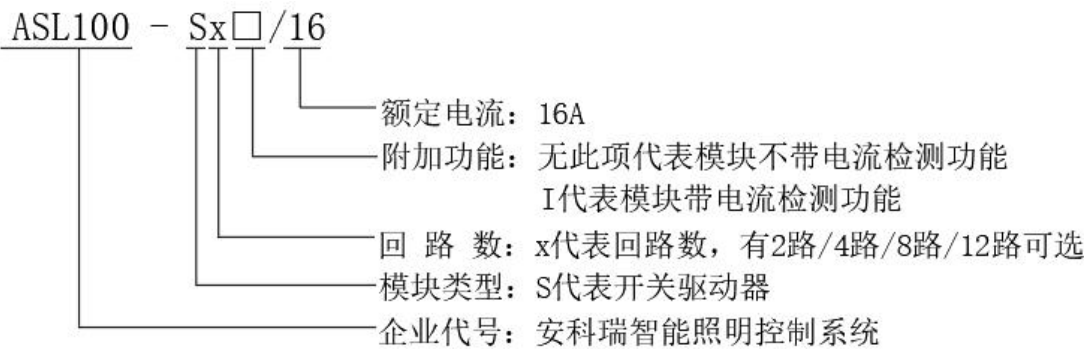 ASL100 - Sx□/16
额定电流：16A
附加功能：无此项代表模块不带电流检测功能
I代表模块带电流检测功能
回 路 数：x代表回路数，有2路/4路/8路/12路可选
模块类型：S代表开关驱动器
企业代号：安科瑞智能照明控制系统